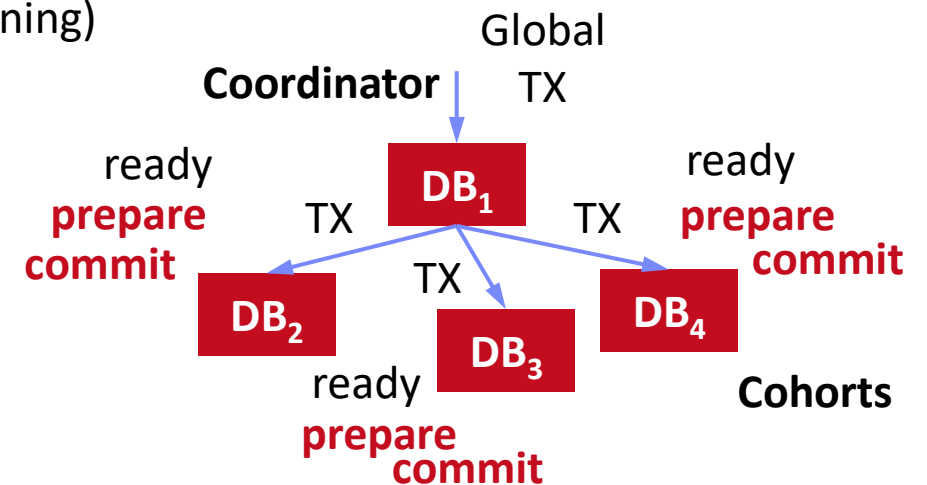 ning)
Global
TX
Coordinator
DB1
ready
prepare
commit
TX
TX
ready
prepare
commit
TX
DB2
DB3
DB4
ready
prepare
commit
Cohorts